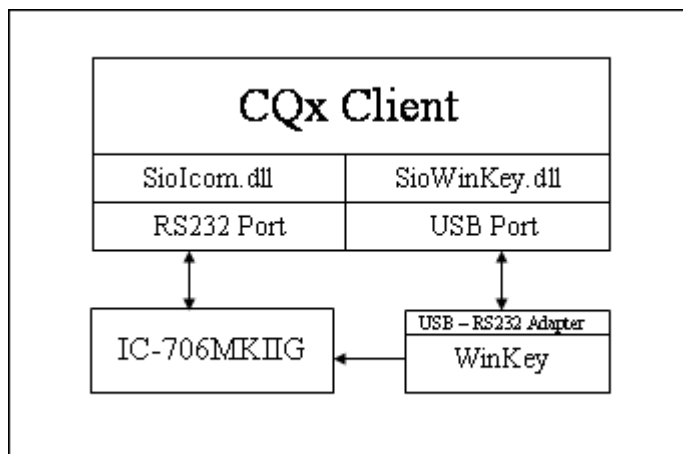 CQx Client
SioIcom.dll SioWinKey.dll
RS232 Port USB Port
USB – RS232 Adapter
IC-706MKIIG WinKey